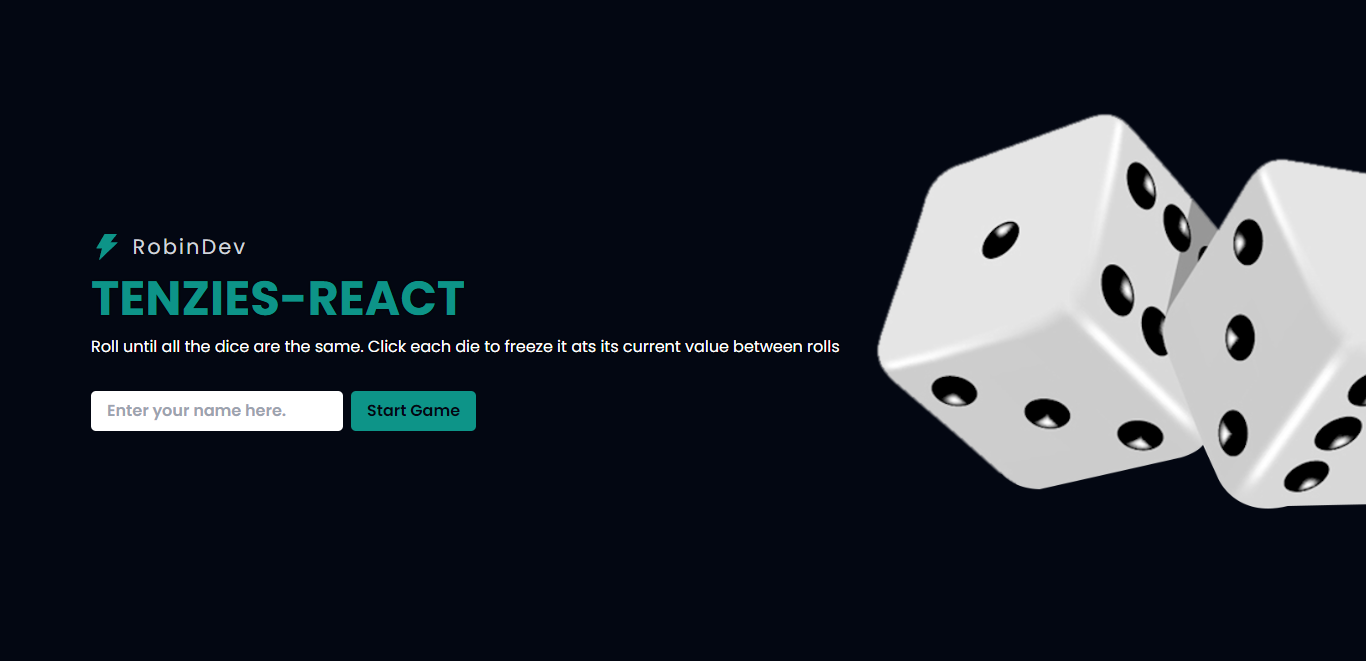 RobinDev
TENZIES-REACT
Roll until all the dice are the same. Click each die to freeze it ats its current value between rolls
Enter your name here.
Start Game